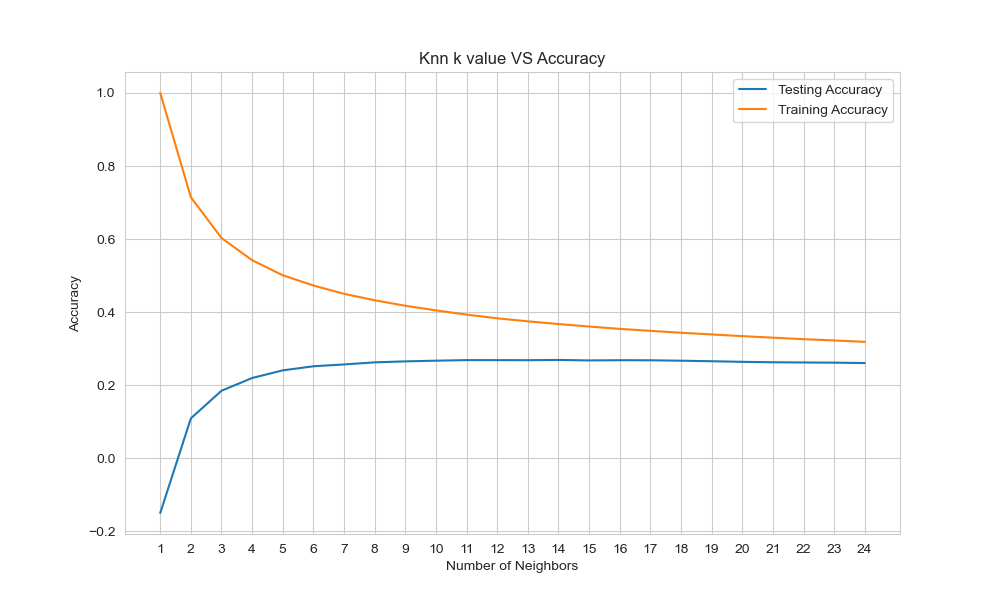 Knn k value VS Accuracy
Testing Accuracy
Training Accuracy
1.0
0.8
0.6
0.4
0.2
0.0
−0.2
Accuracy
1 2 3 4 5 6 7 8 9 10 11 12 13 14 15 16 17 18 19 20 21 22 23 24
Number of Neighbors